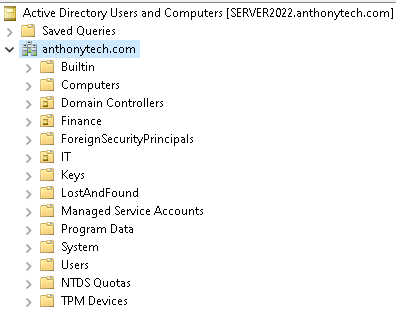 Active Directory Users and Computers [SERVER2022.anthonytech.com]
Saved Queries
anthonytech.com
Builtin
Computers
Domain Controllers
Finance
ForeignSecurityPrincipals
IT
Keys
LostAndFound
Managed Service Accounts
Program Data
System
Users
NTDS Quotas
TPM Devices